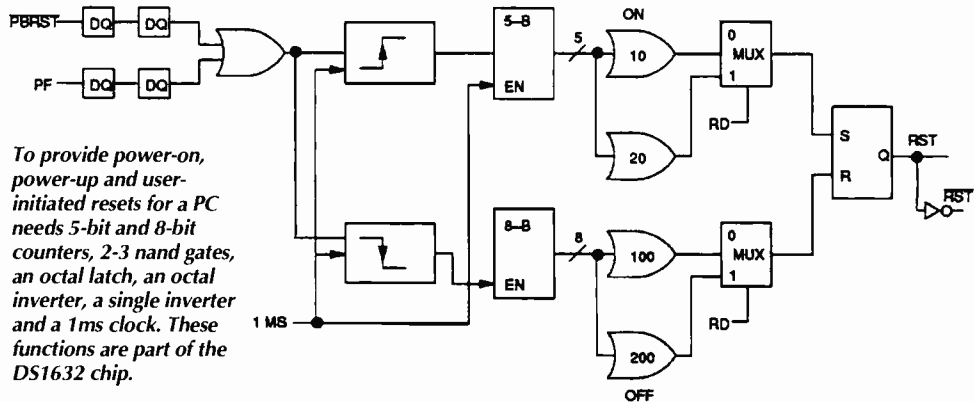 PBRST
DQ
DQ
PF
DQ
DQ
1 MS
5–B
EN
8–B
EN
5
8
ON
10
20
100
200
OFF
0
MUX
1
RD
0
MUX
1
RD
S
Q
R
RST
RST
To provide power-on,
power-up and user-
initiated resets for a PC
needs 5-bit and 8-bit
counters, 2-3 nand gates,
an octal latch, an octal
inverter, a single inverter
and a 1ms clock. These
functions are part of the
DS1632 chip.